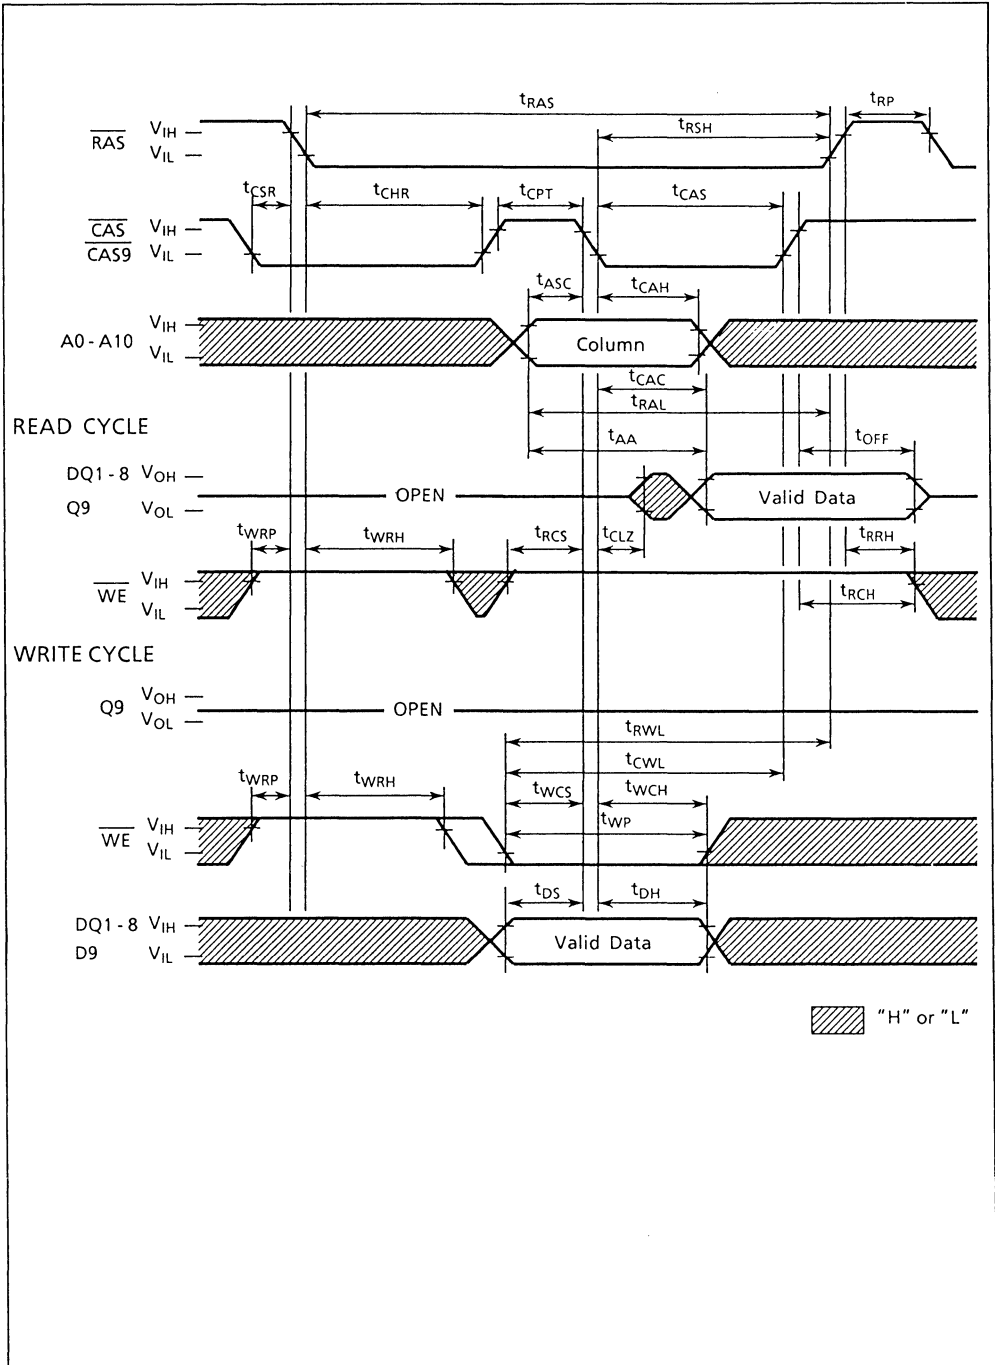 tRAS
tRP
RAS VIH
VIL
tRSH
tCSR
tCHR
tCPT
tCAS
CAS VIH
CAS9 VIL
tASC
tCAH
A0 - A10 VIH
VIL
Column
tCAC
tRAL
READ CYCLE
tAA
tOFF
DQ1 - 8 VOH
Q9 VOL
OPEN
Valid Data
tWRP
tWRH
tRCS
tCLZ
tRRH
WE VIH
VIL
tRCH
WRITE CYCLE
Q9 VOH
VOL
OPEN
tRWL
tCWL
tWRP
tWRH
tWCS
tWCH
tWP
WE VIH
VIL
tDS
tDH
DQ1 - 8 VIH
D9 VIL
Valid Data
"H" or "L"